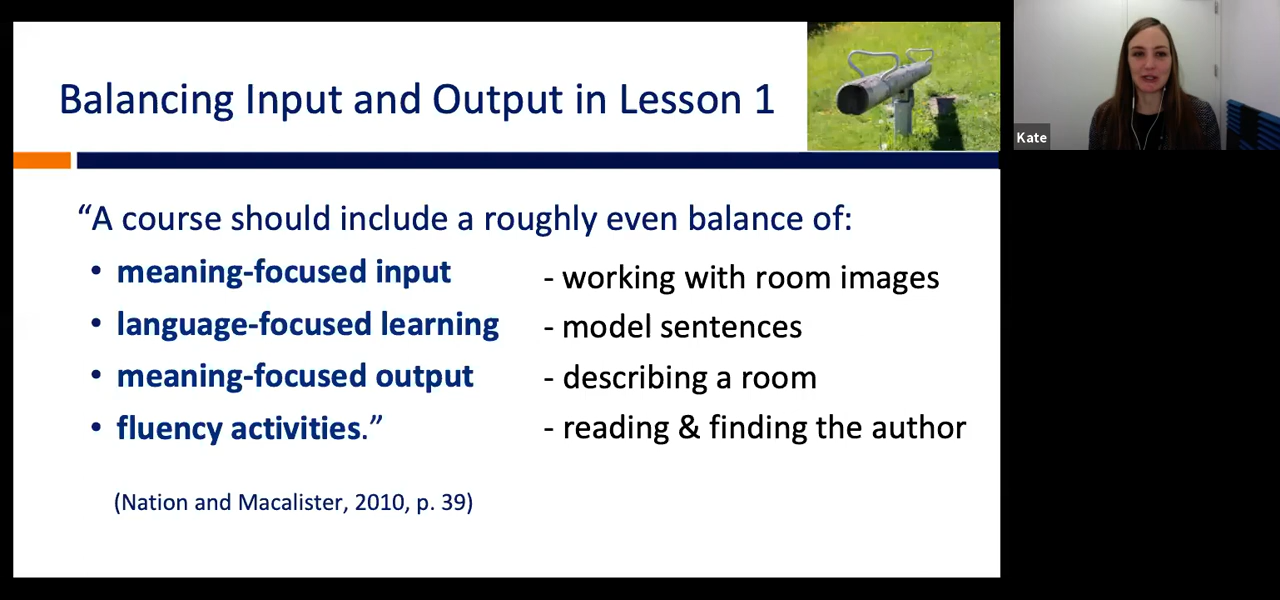 Balancing Input and Output in Lesson 1
Kate
“A course should include a roughly even balance of:
• meaning-focused input - working with room images
• language-focused learning - model sentences
• meaning-focused output - describing a room
• fluency activities.” - reading & finding the author
(Nation and Macalister, 2010, p. 39)